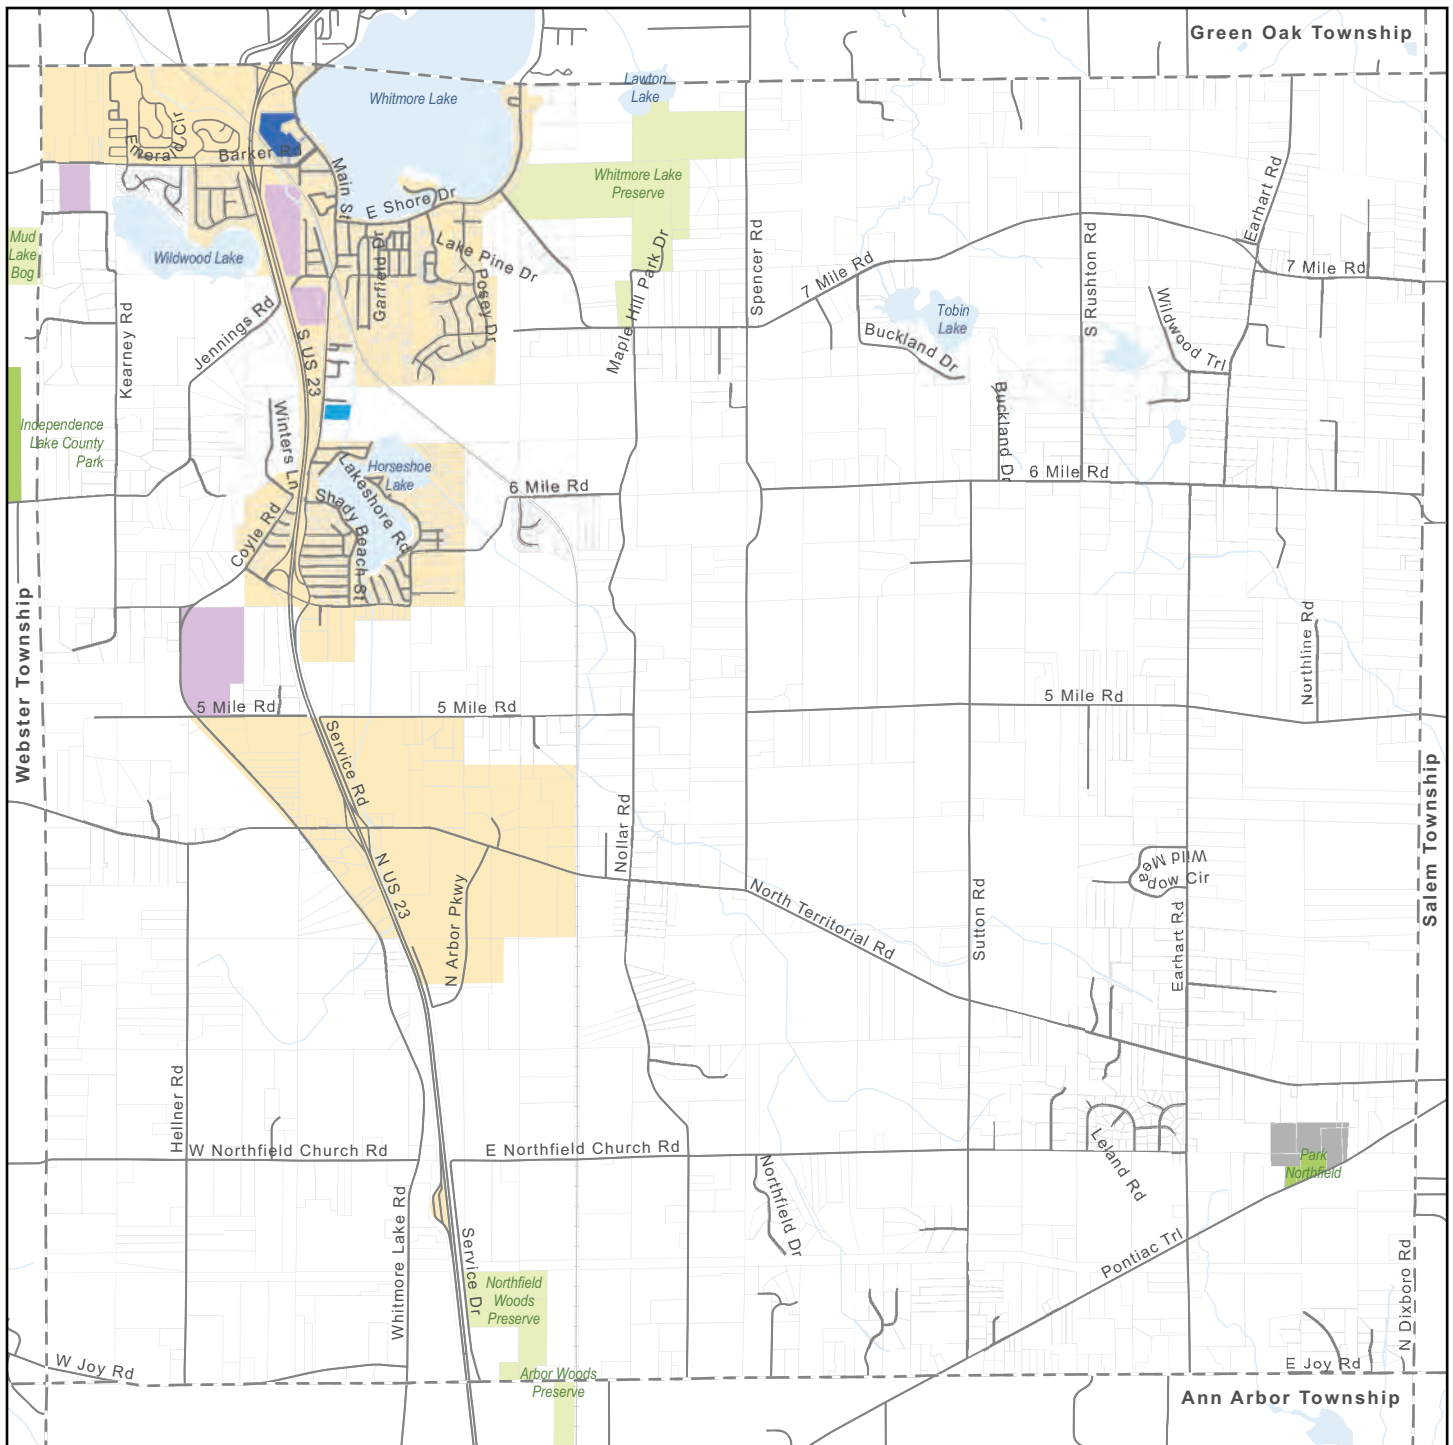 Green Oak Township
Whitmore Lake
Lawton
Lake
Emerald Cir
Barker Rd
Main St
E Shore Dr
Whitmore Lake
Preserve
Earhart Rd
Mud
Lake
Bog
Wildwood Lake
Garfield Dr
Lake Pine Dr
Posey Dr
Maple Hill Park Dr
Spencer Rd
7 Mile Rd
S Rushton Rd
7 Mile Rd
Kearney Rd
Jennings Rd
S US 23
Tobin
Lake
Buckland Dr
Wildwood Trl
Buckland Dr
Independence
Lake County
Park
Winters Ln
Horseshoe
Lake
Lakeshore Rd
Shady Beach St
6 Mile Rd
6 Mile Rd
Coyle Rd
Webster Township
Northline Rd
5 Mile Rd
5 Mile Rd
5 Mile Rd
Service Rd
Salem Township
Nollar Rd
N US 23
N Arbor Pkwy
North Territorial Rd
Sutton Rd
Wild Mea
dow Cir
Earhart Rd
Hellner Rd
W Northfield Church Rd
E Northfield Church Rd
Leland Rd
Park
Northfield
Northfield Dr
Whitmore Lake Rd
Service Dr
Pontiac Trl
N Dixboro Rd
Northfield
Woods
Preserve
W Joy Rd
Arbor Woods
Preserve
E Joy Rd
Ann Arbor Township